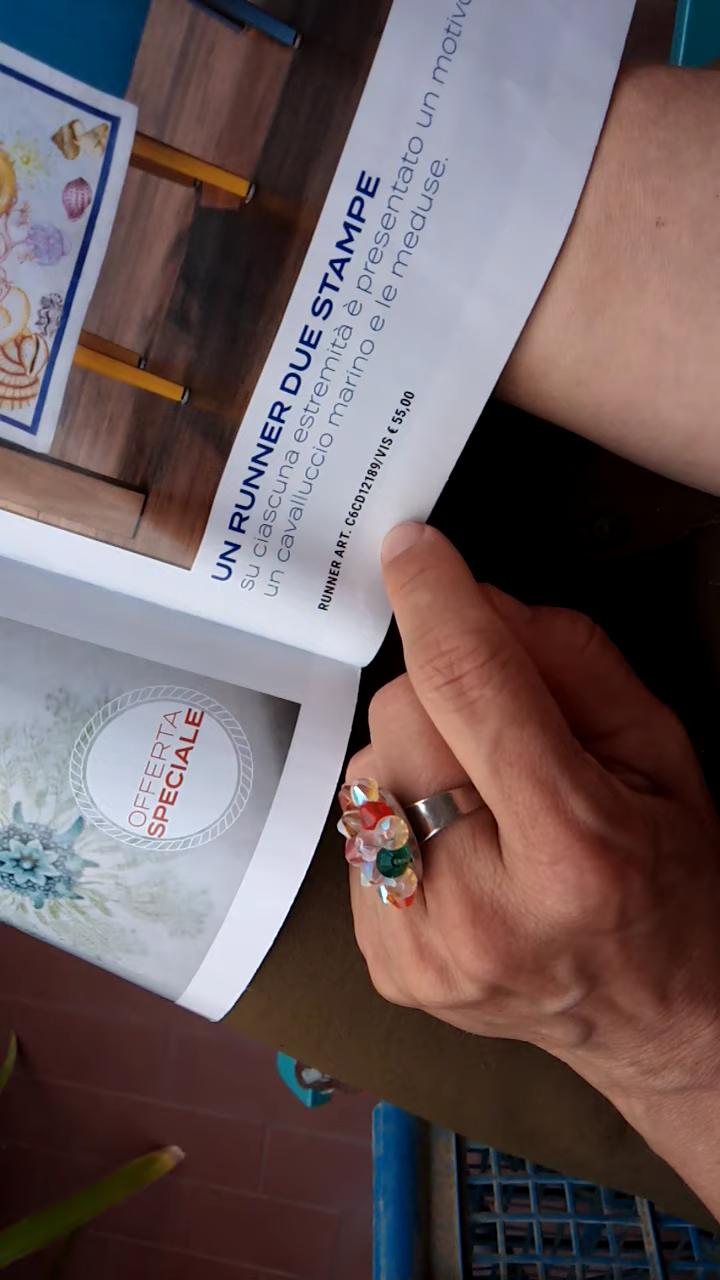 UN RUNNER DUE STAMPE
su ciascuna estremità è presentato un motivo
un cavalluccio marino e le meduse.
RUNNER ART. C6CD12189/VIS € 55,00
OFFERTA
SPECIALE